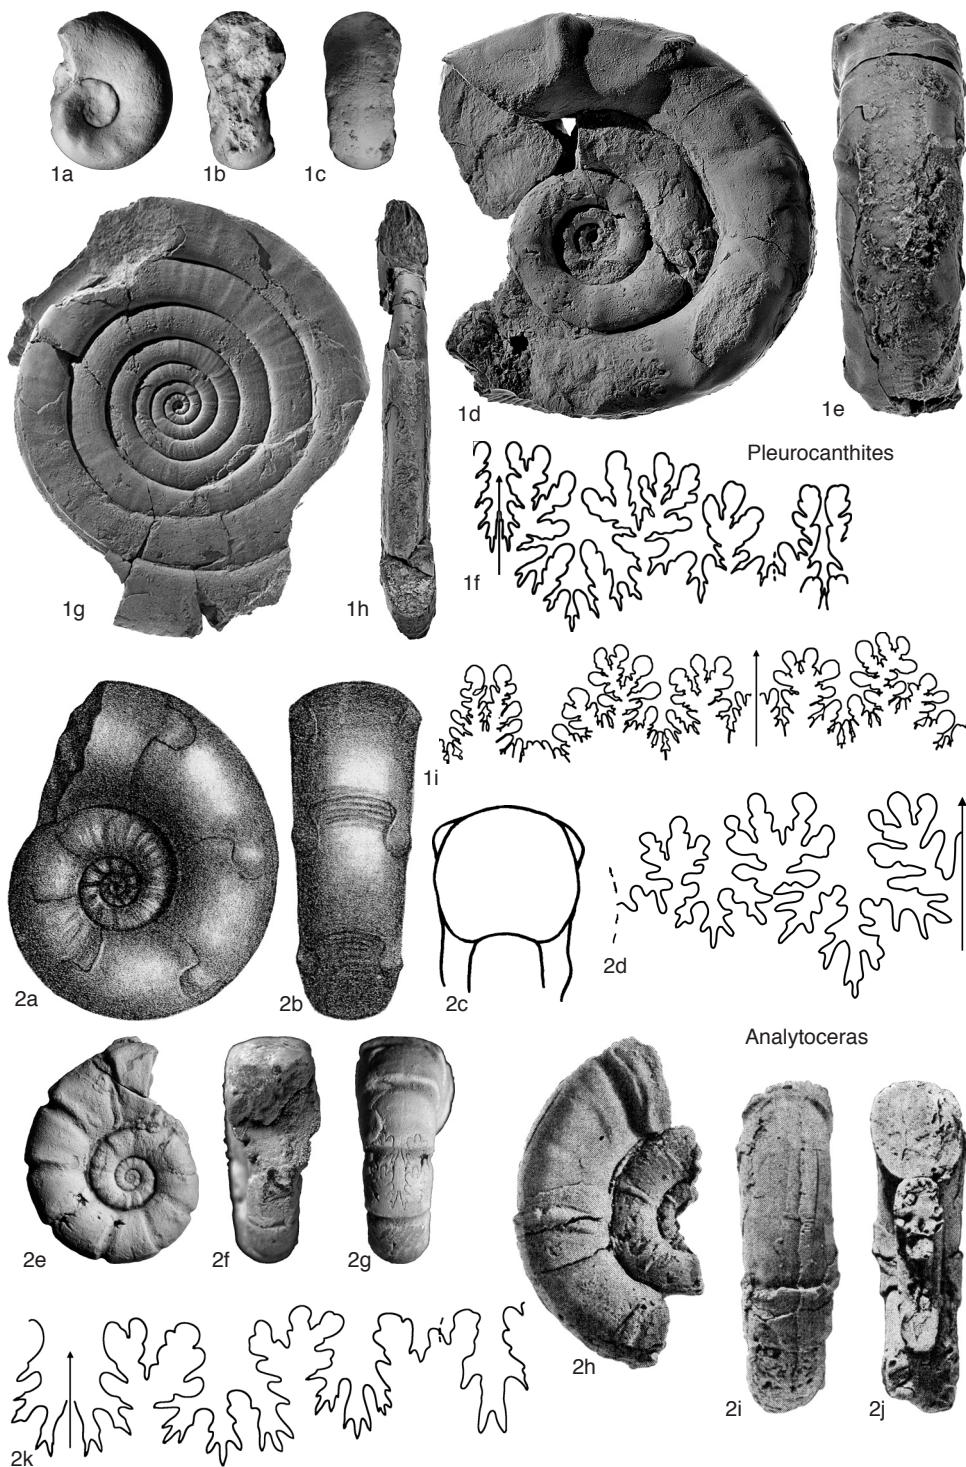 1a
1b
1c
1d
1e
Pleurocanthites
1f
1g
1h
1i
2a
2b
2c
2d
Analytoceras
2e
2f
2g
2h
2i
2j
2k